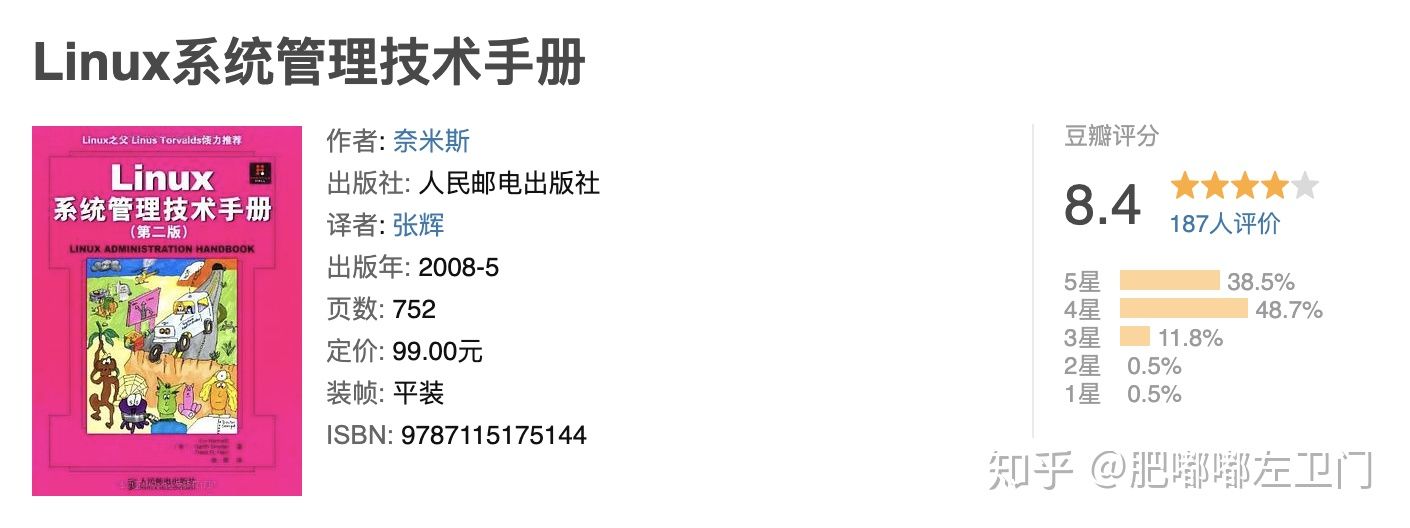 Linux系统管理技术手册
Linux之父 Linus Torvalds倾力推荐
Linux
系统管理技术手册
(第二版)
LINUX ADMINISTRATION HANDBOOK
人民邮电出版社
作者: 奈米斯
出版社: 人民邮电出版社
译者: 张辉
出版年: 2008-5
页数: 752
定价: 99.00元
装帧: 平装
ISBN: 9787115175144
豆瓣评分
8.4
187人评价
5星 38.5%
4星 48.7%
3星 11.8%
2星 0.5%
1星 0.5%
知乎 @肥嘟嘟左卫门